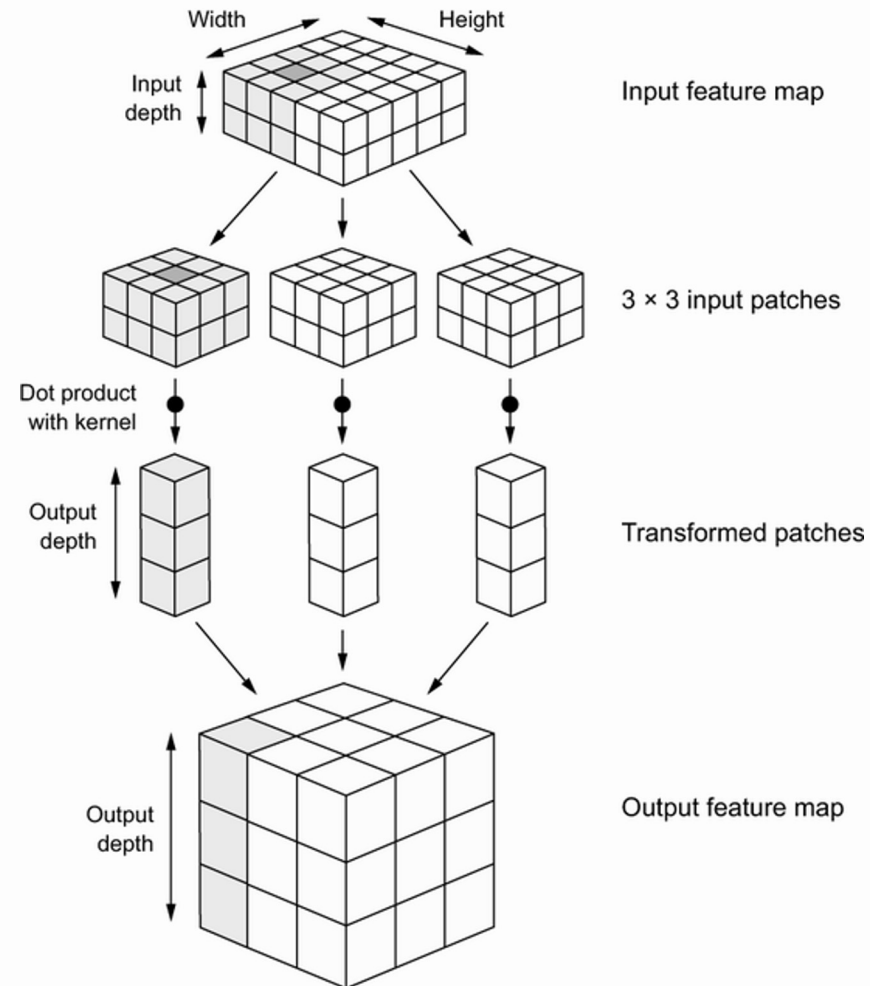 Width
Height
Input
depth
Input feature map
3 × 3 input patches
Dot product
with kernel
Output
depth
Transformed patches
Output
depth
Output feature map